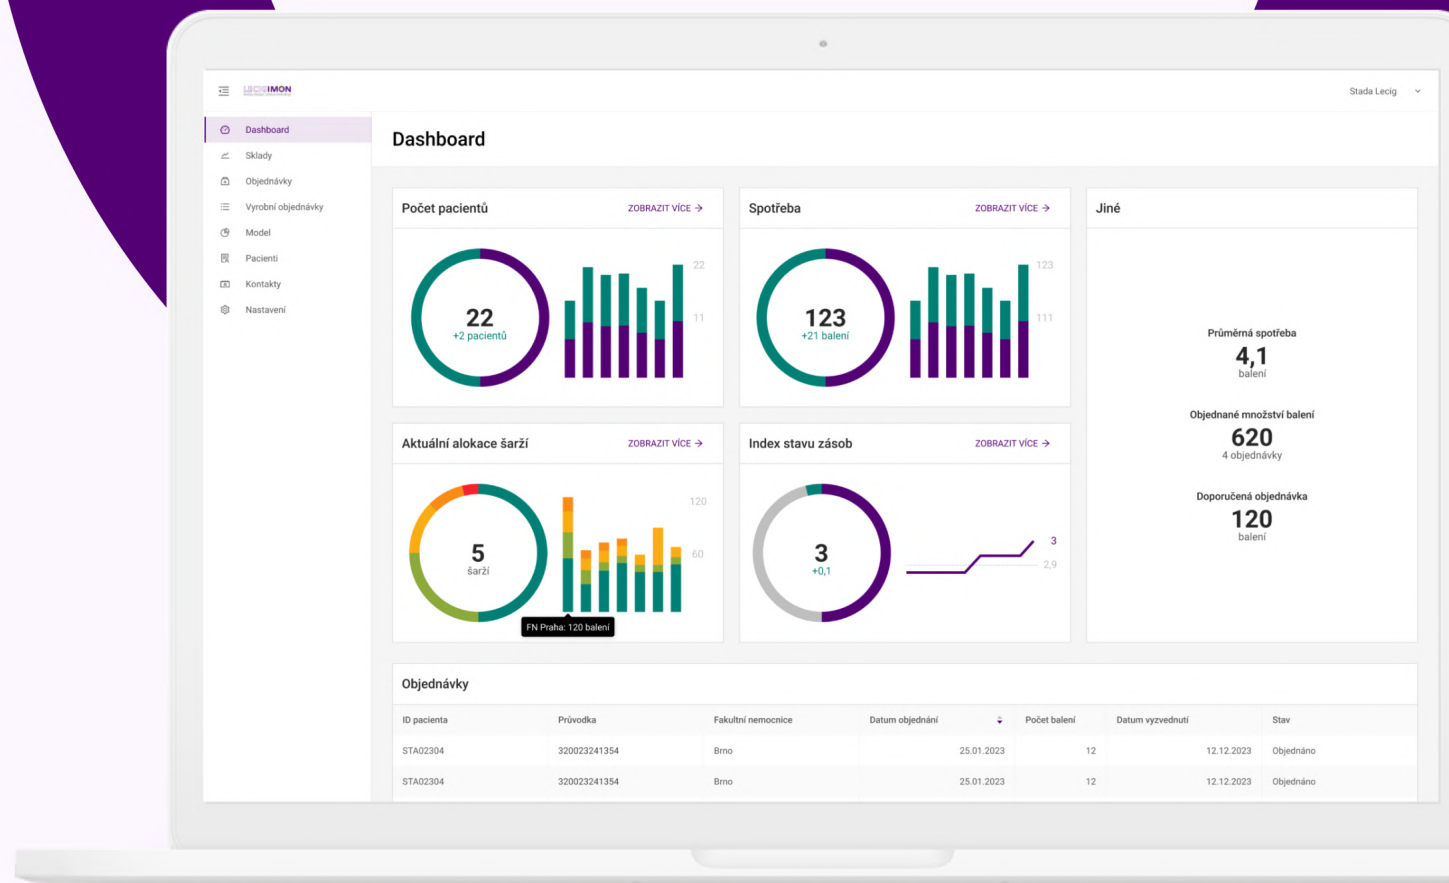 LECIGIMON
Stada Lecig
Dashboard
Sklady
Objednávky
Vyrobní objednávky
Model
Pacienti
Kontakty
Nastavení
Dashboard
Počet pacientů
ZOBRAZIT VÍCE →
22
+2 pacientů
22
11
Spotřeba
ZOBRAZIT VÍCE →
123
+21 balení
123
111
Jiné
Průměrná spotřeba
4,1
balení
Objednané množství balení
620
4 objednávky
Doporučená objednávka
120
balení
Aktuální alokace šarží
ZOBRAZIT VÍCE →
5
šarží
120
60
FN Praha: 120 balení
Index stavu zásob
ZOBRAZIT VÍCE →
3
+0,1
3
2,9
Objednávky
ID pacienta Průvodka Fakultní nemocnice Datum objednání Počet balení Datum vyzvednutí Stav
STA02304 320023241354 Brno 25.01.2023 12 12.12.2023 Objednáno
STA02304 320023241354 Brno 25.01.2023 12 12.12.2023 Objednáno